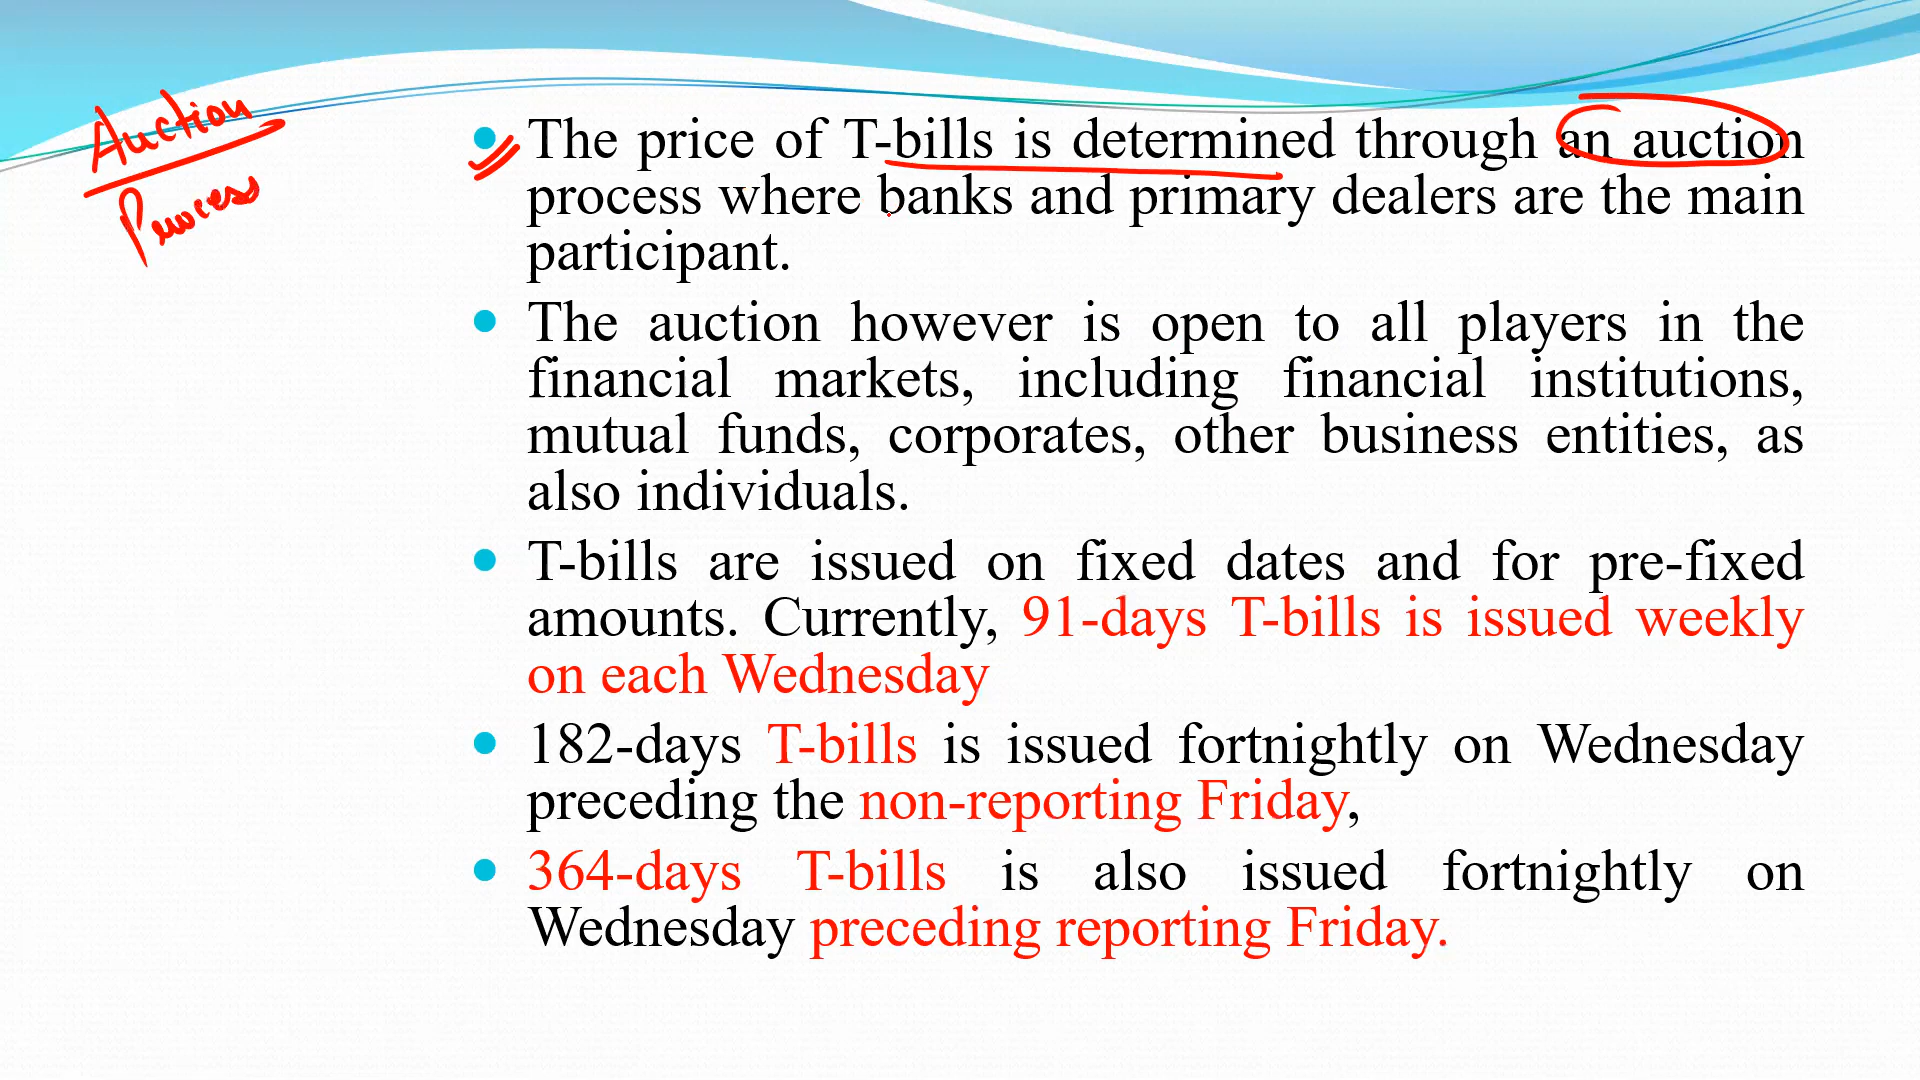 Auction
Process
The price of T-bills is determined through an auction
process where banks and primary dealers are the main
participant.
The auction however is open to all players in the
financial markets, including financial institutions,
mutual funds, corporates, other business entities, as
also individuals.
T-bills are issued on fixed dates and for pre-fixed
amounts. Currently, 91-days T-bills is issued weekly
on each Wednesday
182-days T-bills is issued fortnightly on Wednesday
preceding the non-reporting Friday,
364-days T-bills is also issued fortnightly on
Wednesday preceding reporting Friday.